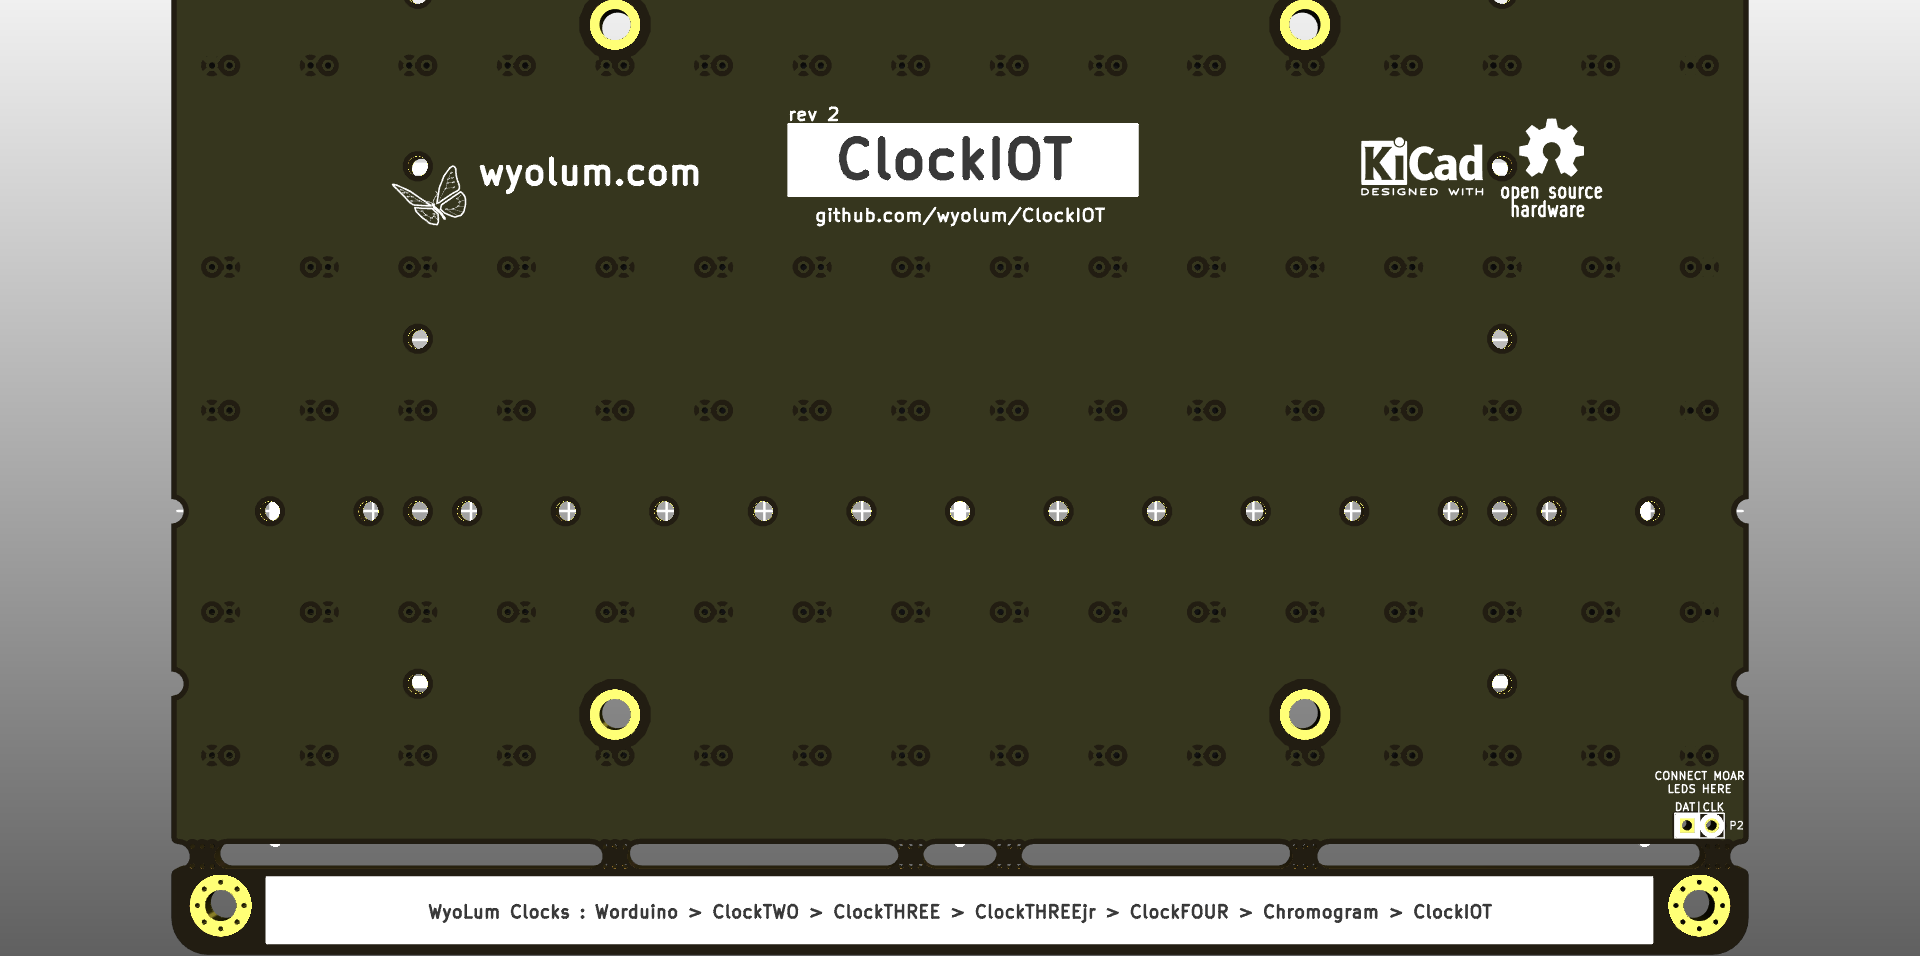 rev 2
ClockIOT
wyolum.com
github.com/wyolum/ClockIOT
KiCad
DESIGNED WITH
open source
hardware
CONNECT MOAR
LEDS HERE
DAT|CLK
P2
WyoLum Clocks : Worduino > ClockTWO > ClockTHREE > ClockTHREEjr > ClockFOUR > Chromogram > ClockIOT